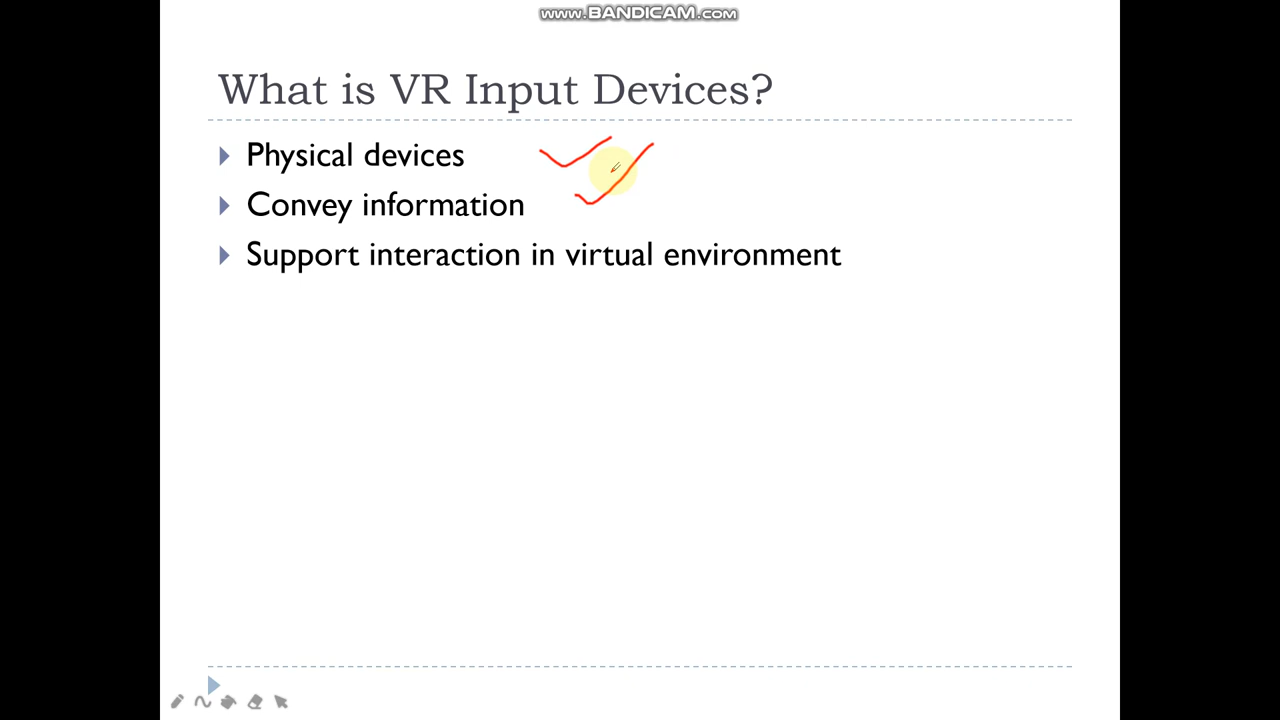 www.BANDICAM.com
What is VR Input Devices?
Physical devices
Convey information
Support interaction in virtual environment